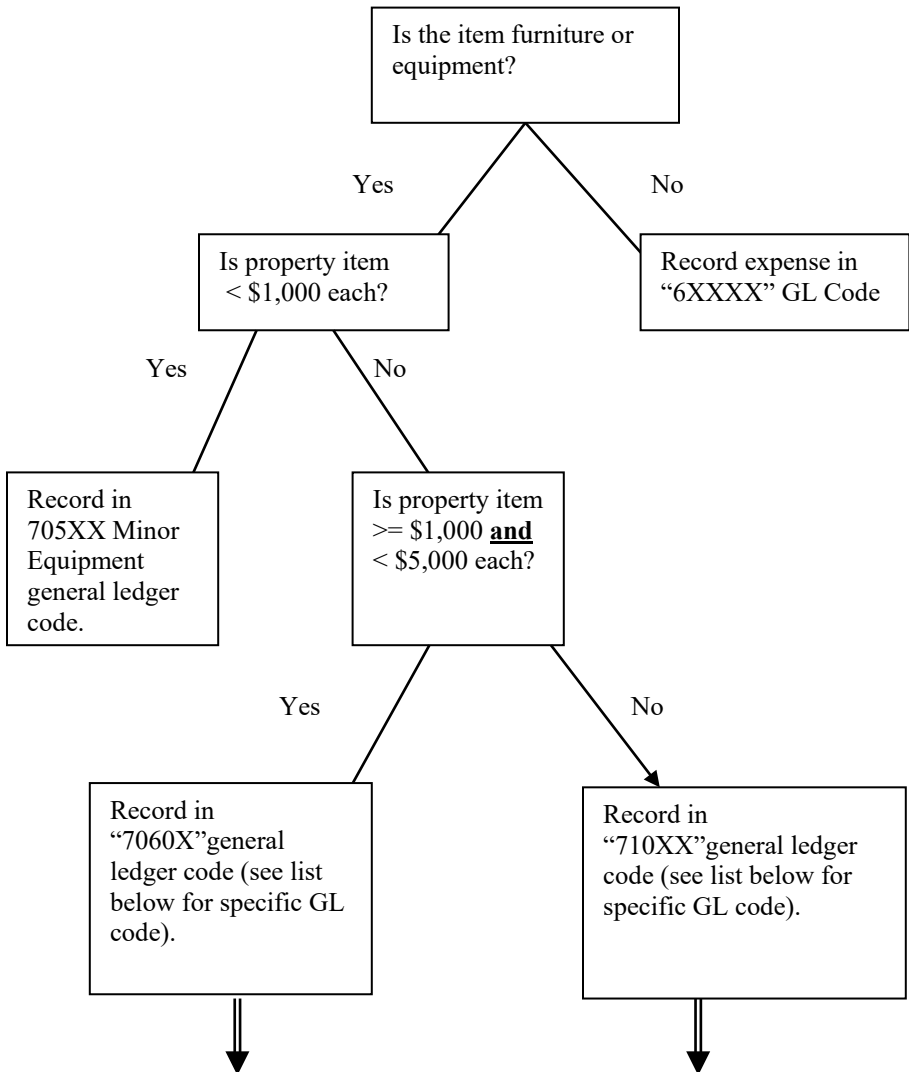 Is the item furniture or
equipment?
Yes
No
Is property item
< $1,000 each?
Record expense in
“6XXXX” GL Code
Yes
No
Record in
705XX Minor
Equipment
general ledger
code.
Is property item
>= $1,000 and
< $5,000 each?
Yes
No
Record in
“7060X”general
ledger code (see list
below for specific GL
code).
Record in
“710XX”general ledger
code (see list below for
specific GL code).